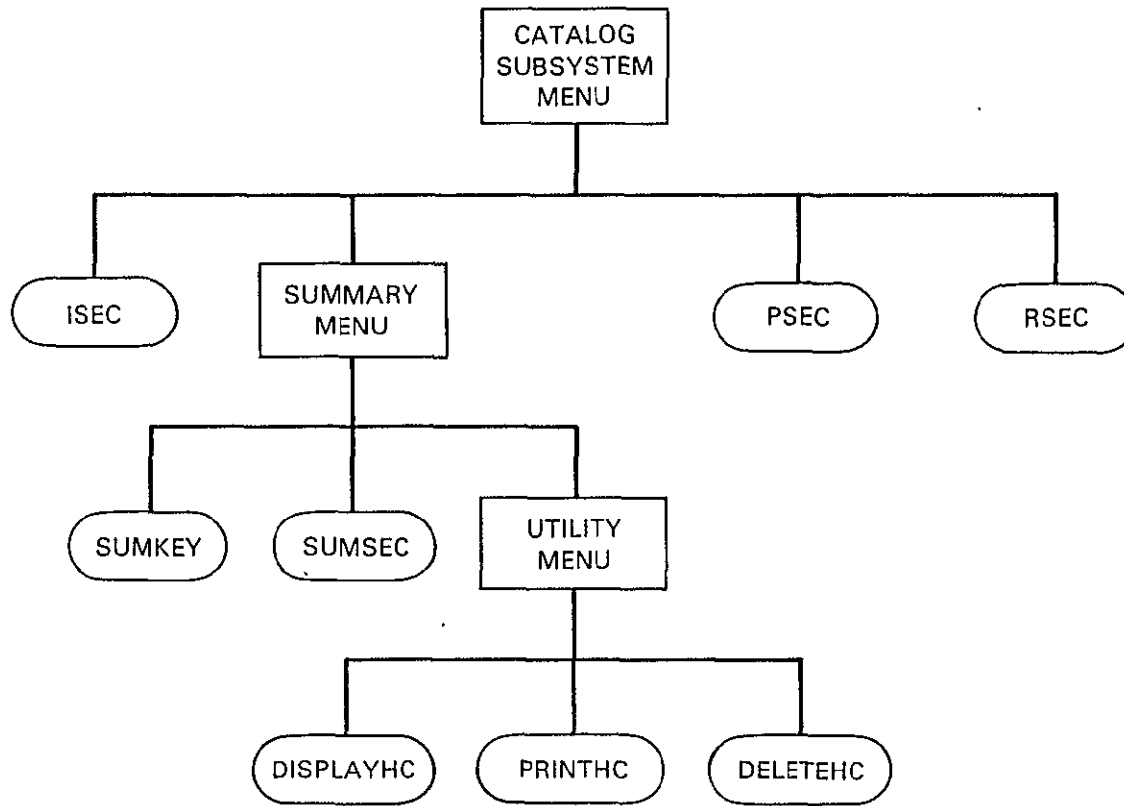 CATALOG
SUBSYSTEM
MENU
ISEC
SUMMARY
MENU
PSEC
RSEC
SUMKEY
SUMSEC
UTILITY
MENU
DISPLAYHC
PRINTHC
DELETEHC